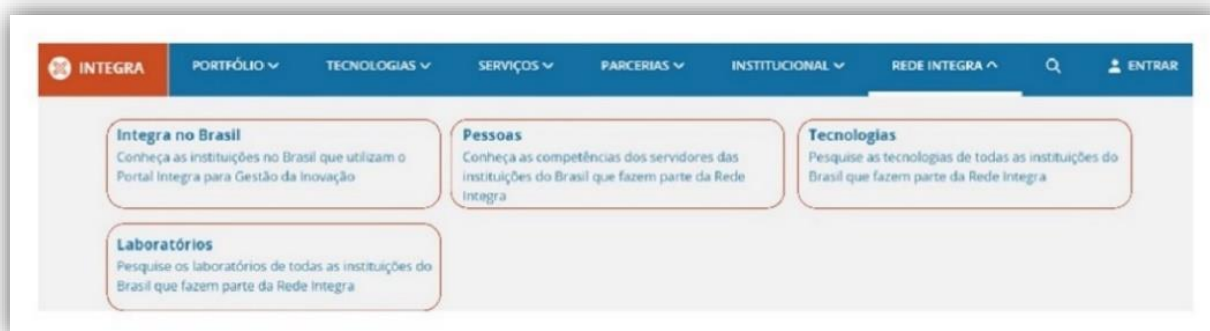 INTEGRA PORTFÓLIO TECNOLOGIAS SERVIÇOS PARCERIAS INSTITUCIONAL REDE INTEGRA ENTRAR
Integra no Brasil
Conheça as instituições no Brasil que utilizam o
Portal Integra para Gestão da Inovação
Pessoas
Conheça as competências dos servidores das
instituições do Brasil que fazem parte da Rede
Integra
Tecnologias
Pesquise as tecnologias de todas as instituições do
Brasil que fazem parte da Rede Integra
Laboratórios
Pesquise os laboratórios de todas as instituições do
Brasil que fazem parte da Rede Integra